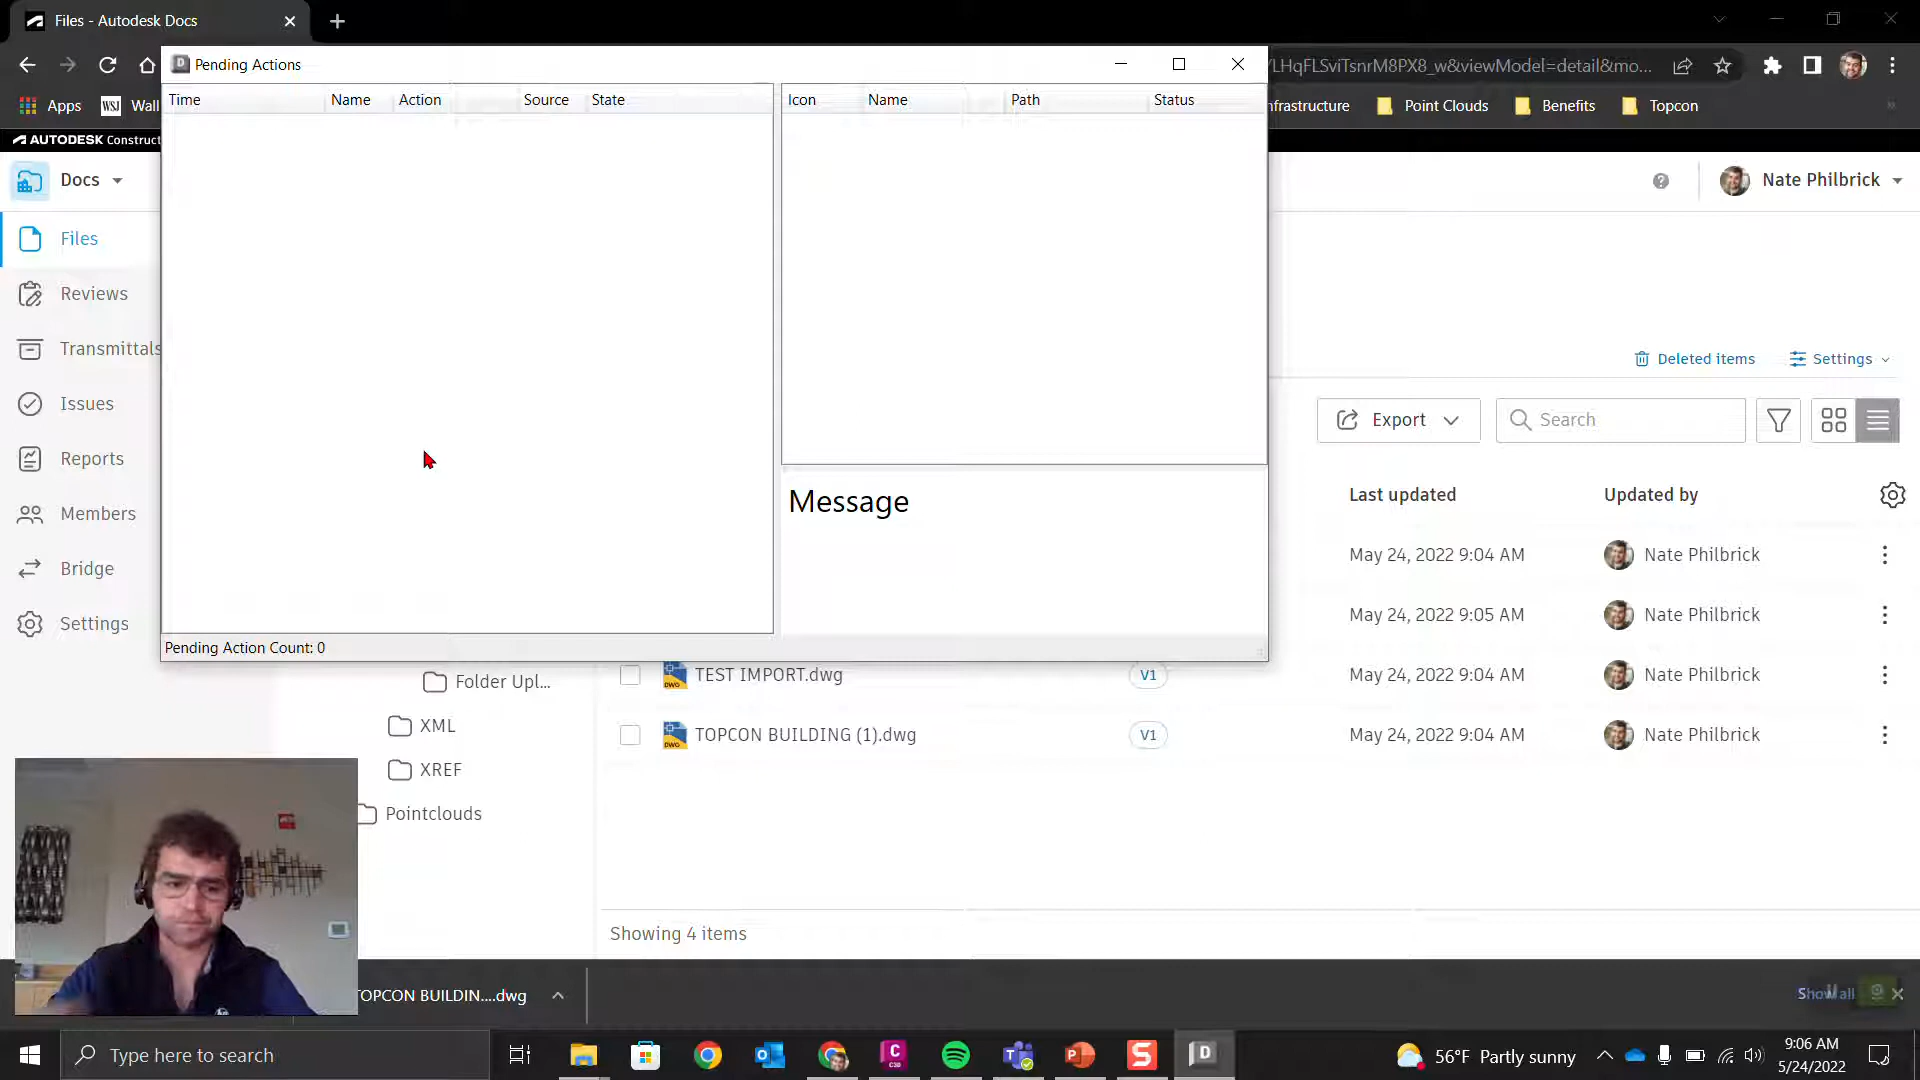 Files - Autodesk Docs
Pending Actions
/LHqFLSviTsnrM8PX8_w&viewModel=detail&mo...
Apps
WSJ
Wall
nfrastructure
Point Clouds
Benefits
Topcon
Time
Name
Action
Source
State
Icon
Name
Path
Status
AUTODESK Construct
Docs
Nate Philbrick
Files
Reviews
Transmittals
Issues
Reports
Members
Bridge
Settings
Deleted items
Settings
Export
Search
Message
Last updated
Updated by
May 24, 2022 9:04 AM
Nate Philbrick
May 24, 2022 9:05 AM
Nate Philbrick
Pending Action Count: 0
Folder Upl...
TEST IMPORT.dwg
V1
May 24, 2022 9:04 AM
Nate Philbrick
XML
TOPCON BUILDING (1).dwg
V1
May 24, 2022 9:04 AM
Nate Philbrick
XREF
Pointclouds
Showing 4 items
TOPCON BUILDIN....dwg
Show all
Type here to search
56°F Partly sunny
9:06 AM
5/24/2022